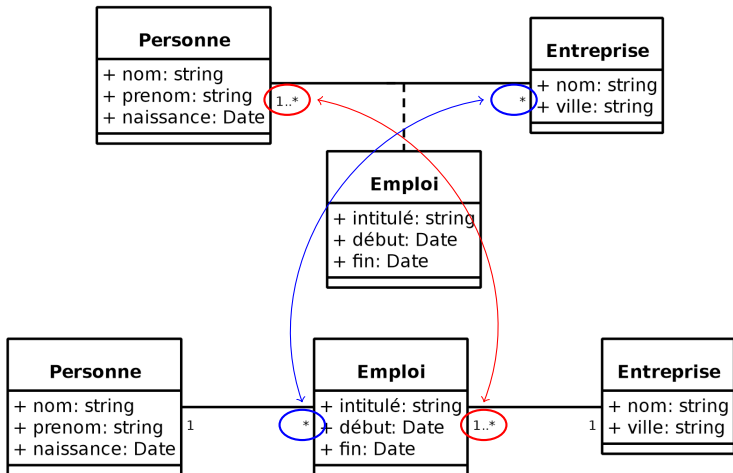 Personne
+ nom: string
+ prenom: string
+ naissance: Date
1..*
*
Entreprise
+ nom: string
+ ville: string
Emploi
+ intitulé: string
+ début: Date
+ fin: Date
Personne
+ nom: string
+ prenom: string
+ naissance: Date
1
*
Emploi
+ intitulé: string
+ début: Date
+ fin: Date
1..*
1
Entreprise
+ nom: string
+ ville: string